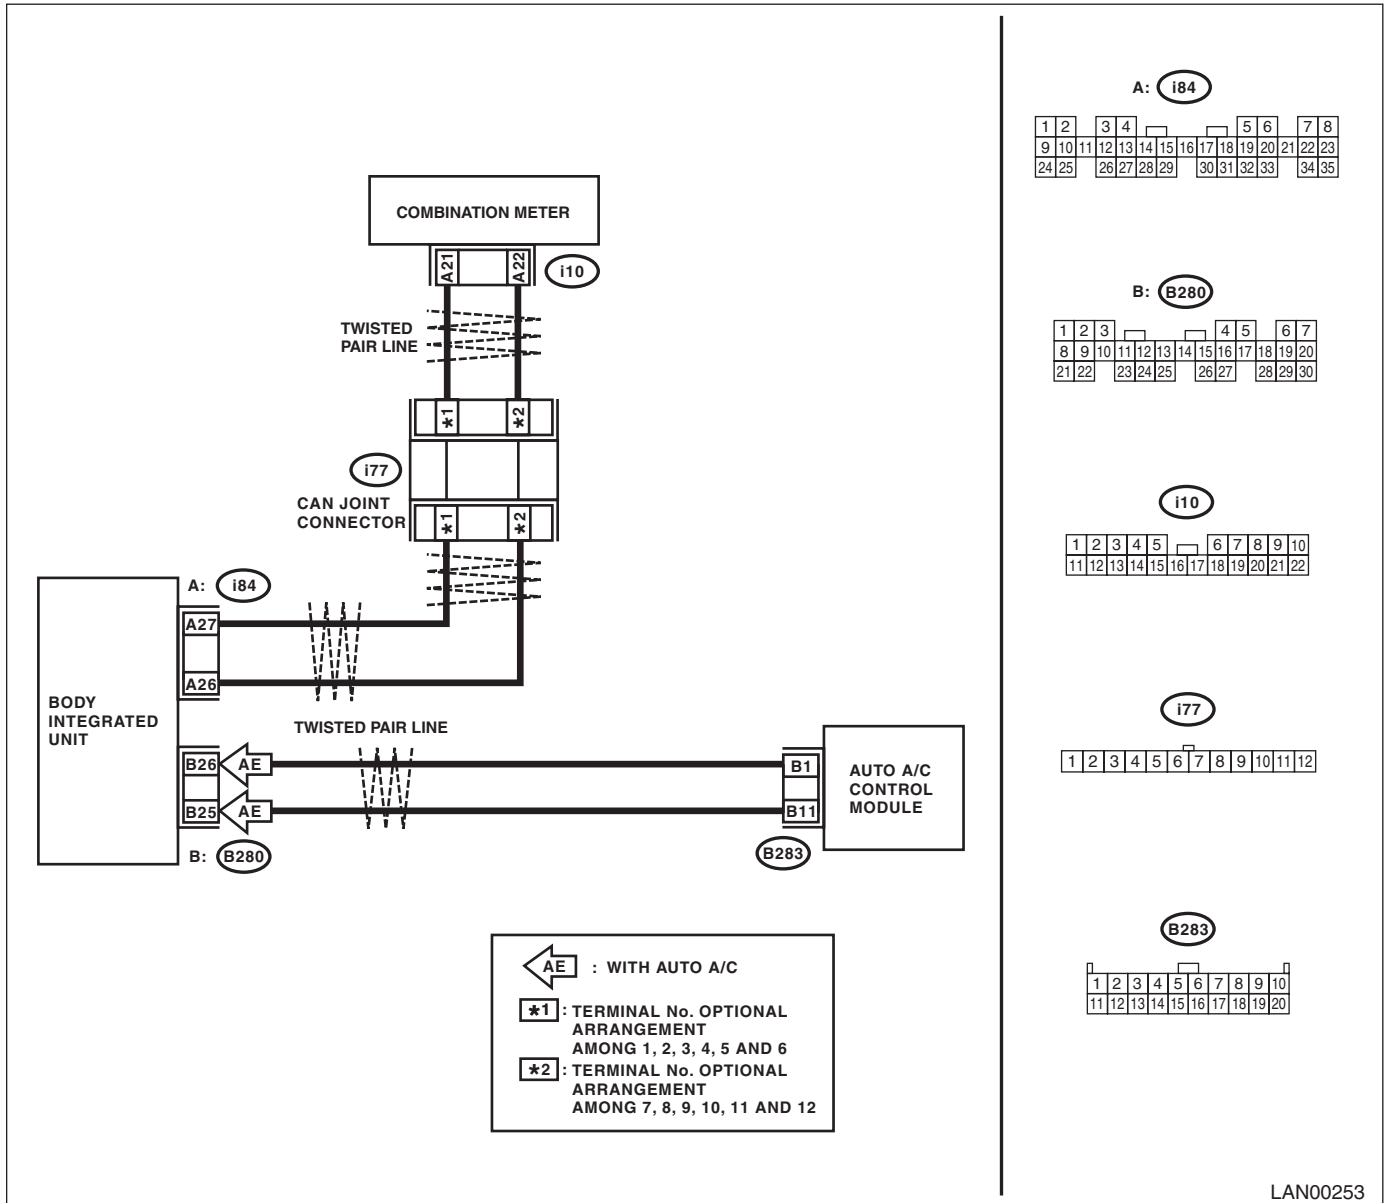 COMBINATION METER
A21
A22
i10
TWISTED
PAIR LINE
*1
*2
i77
CAN JOINT
CONNECTOR
*1
*2
A: i84
A27
A26
BODY
INTEGRATED
UNIT
TWISTED PAIR LINE
B26
AE
B25
AE
B: B280
B1
B11
AUTO A/C
CONTROL
MODULE
B283
AE : WITH AUTO A/C
*1 : TERMINAL No. OPTIONAL
ARRANGEMENT
AMONG 1, 2, 3, 4, 5 AND 6
*2 : TERMINAL No. OPTIONAL
ARRANGEMENT
AMONG 7, 8, 9, 10, 11 AND 12
A: i84
1 2 3 4 5 6 7 8
9 10 11 12 13 14 15 16 17 18 19 20 21 22 23
24 25 26 27 28 29 30 31 32 33 34 35
B: B280
1 2 3 4 5 6 7
8 9 10 11 12 13 14 15 16 17 18 19 20
21 22 23 24 25 26 27 28 29 30
i10
1 2 3 4 5 6 7 8 9 10
11 12 13 14 15 16 17 18 19 20 21 22
i77
1 2 3 4 5 6 7 8 9 10 11 12
B283
1 2 3 4 5 6 7 8 9 10
11 12 13 14 15 16 17 18 19 20
LAN00253